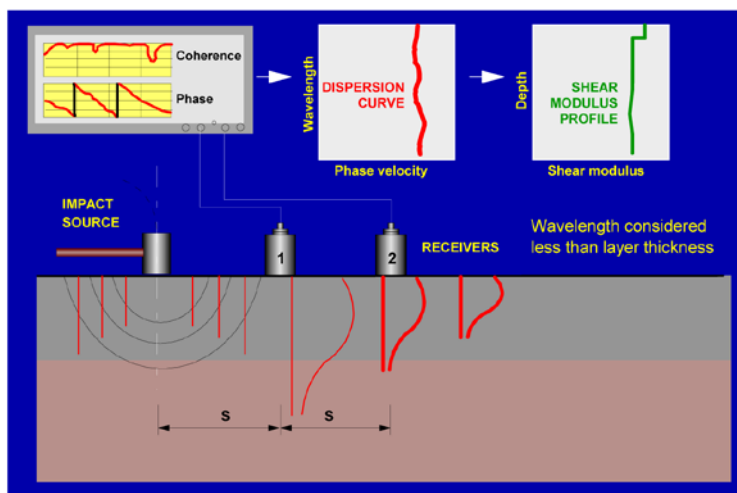 Coherence
Phase
Wavelength
DISPERSION
CURVE
Phase velocity
Depth
SHEAR
MODULUS
PROFILE
Shear modulus
IMPACT
SOURCE
1
2
RECEIVERS
Wavelength considered
less than layer thickness
S
S